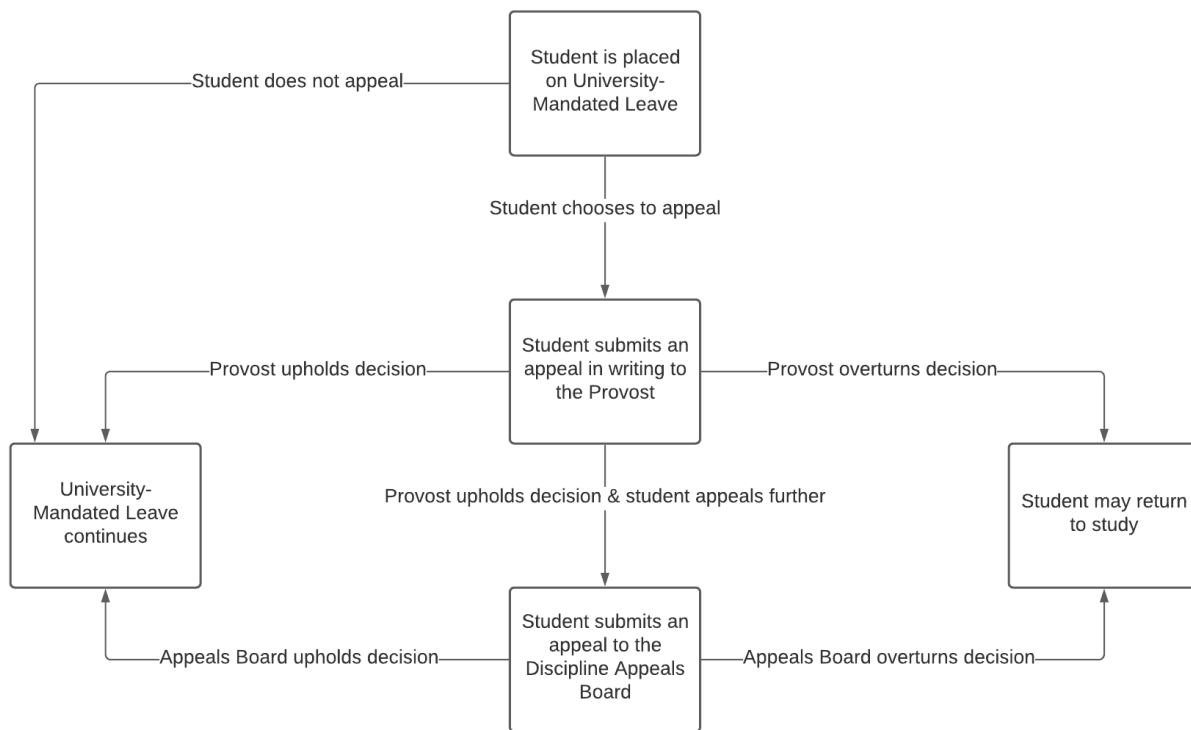 Student is placed
on University-
Mandated Leave
Student does not appeal
Student chooses to appeal
Student submits an
appeal in writing to
the Provost
Provost upholds decision
Provost overturns decision
University-
Mandated Leave
continues
Provost upholds decision & student appeals further
Student may return
to study
Student submits an
appeal to the
Discipline Appeals
Board
Appeals Board upholds decision
Appeals Board overturns decision